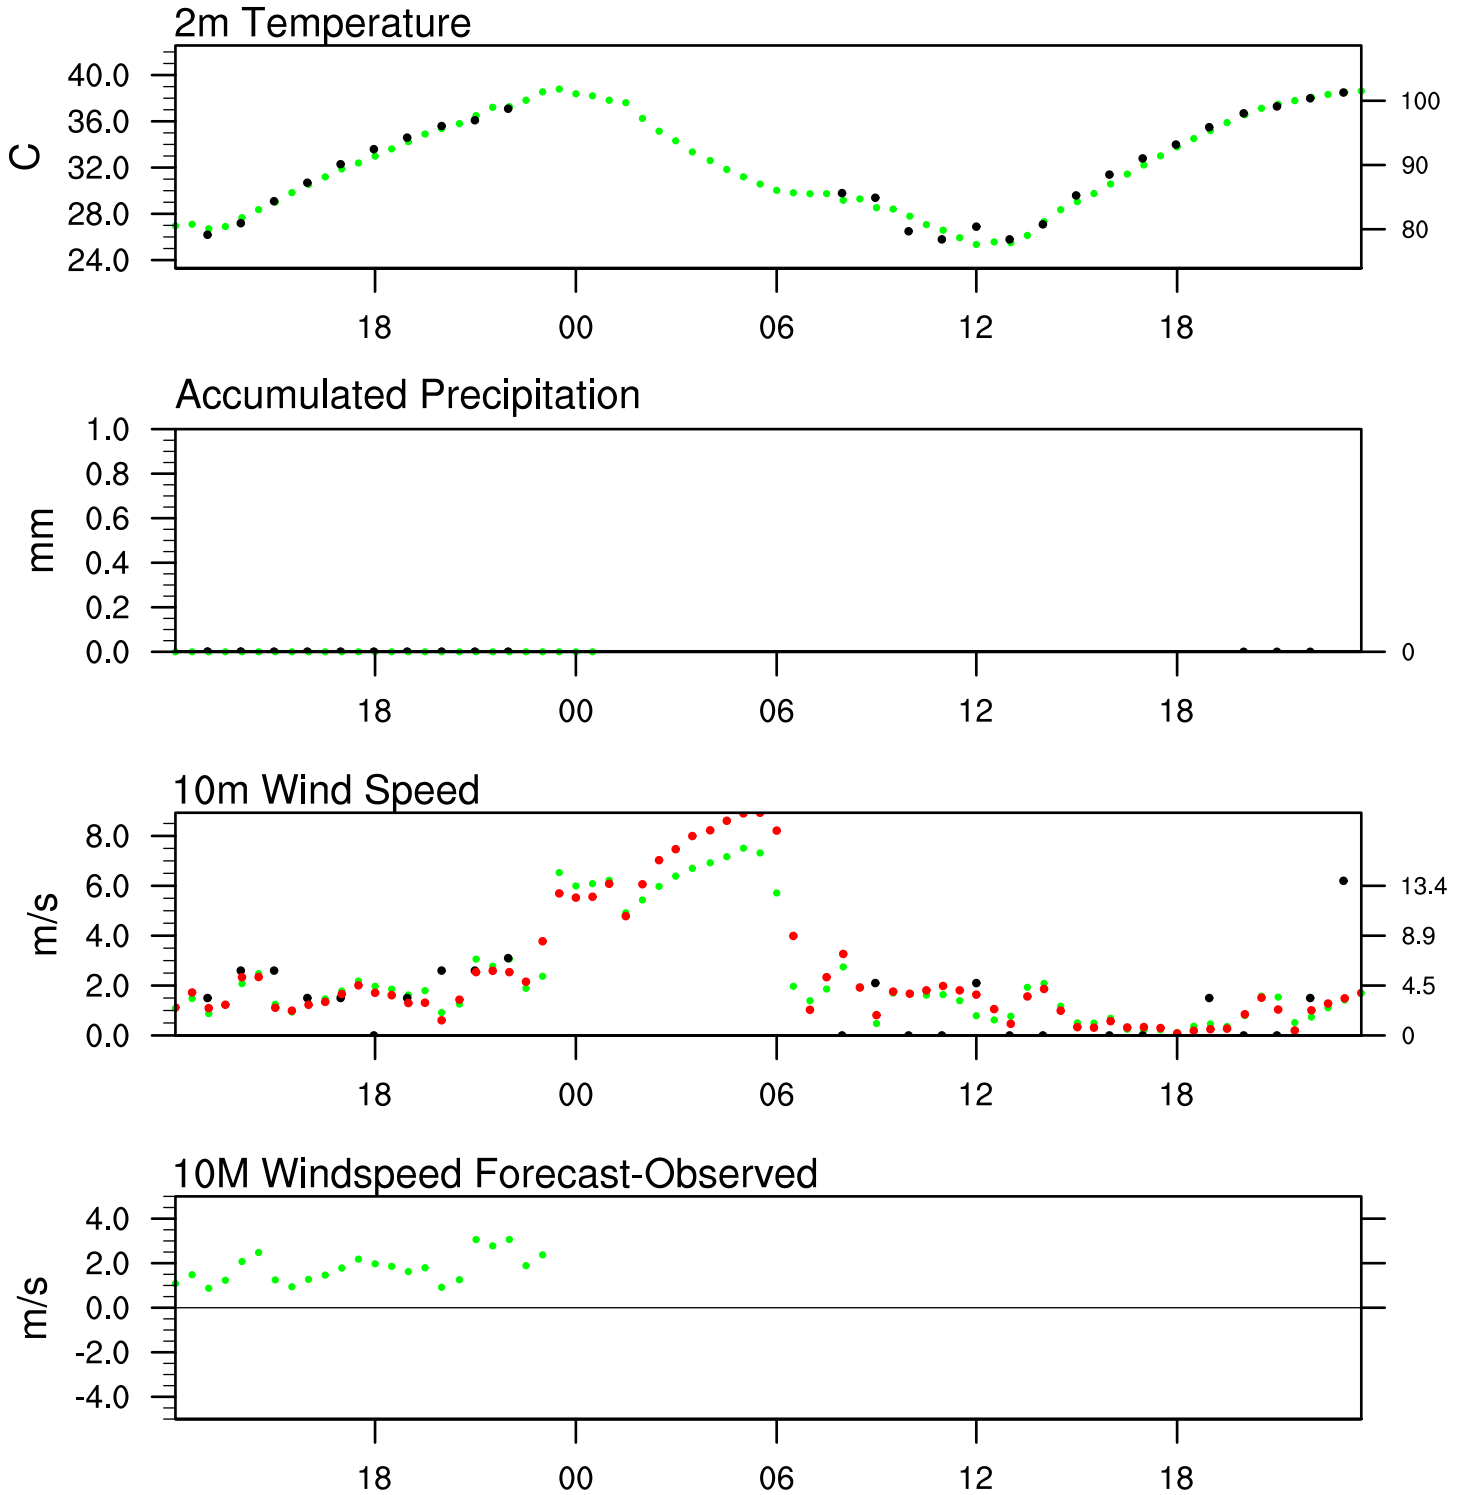 2m Temperature
40.0
36.0
32.0
28.0
24.0
C
100
90
80
18 00 06 12 18
Accumulated Precipitation
1.0
0.8
0.6
0.4
0.2
0.0
mm
0
18 00 06 12 18
10m Wind Speed
8.0
6.0
4.0
2.0
0.0
m/s
13.4
8.9
4.5
0
18 00 06 12 18
10M Windspeed Forecast-Observed
4.0
2.0
0.0
-2.0
-4.0
m/s
18 00 06 12 18